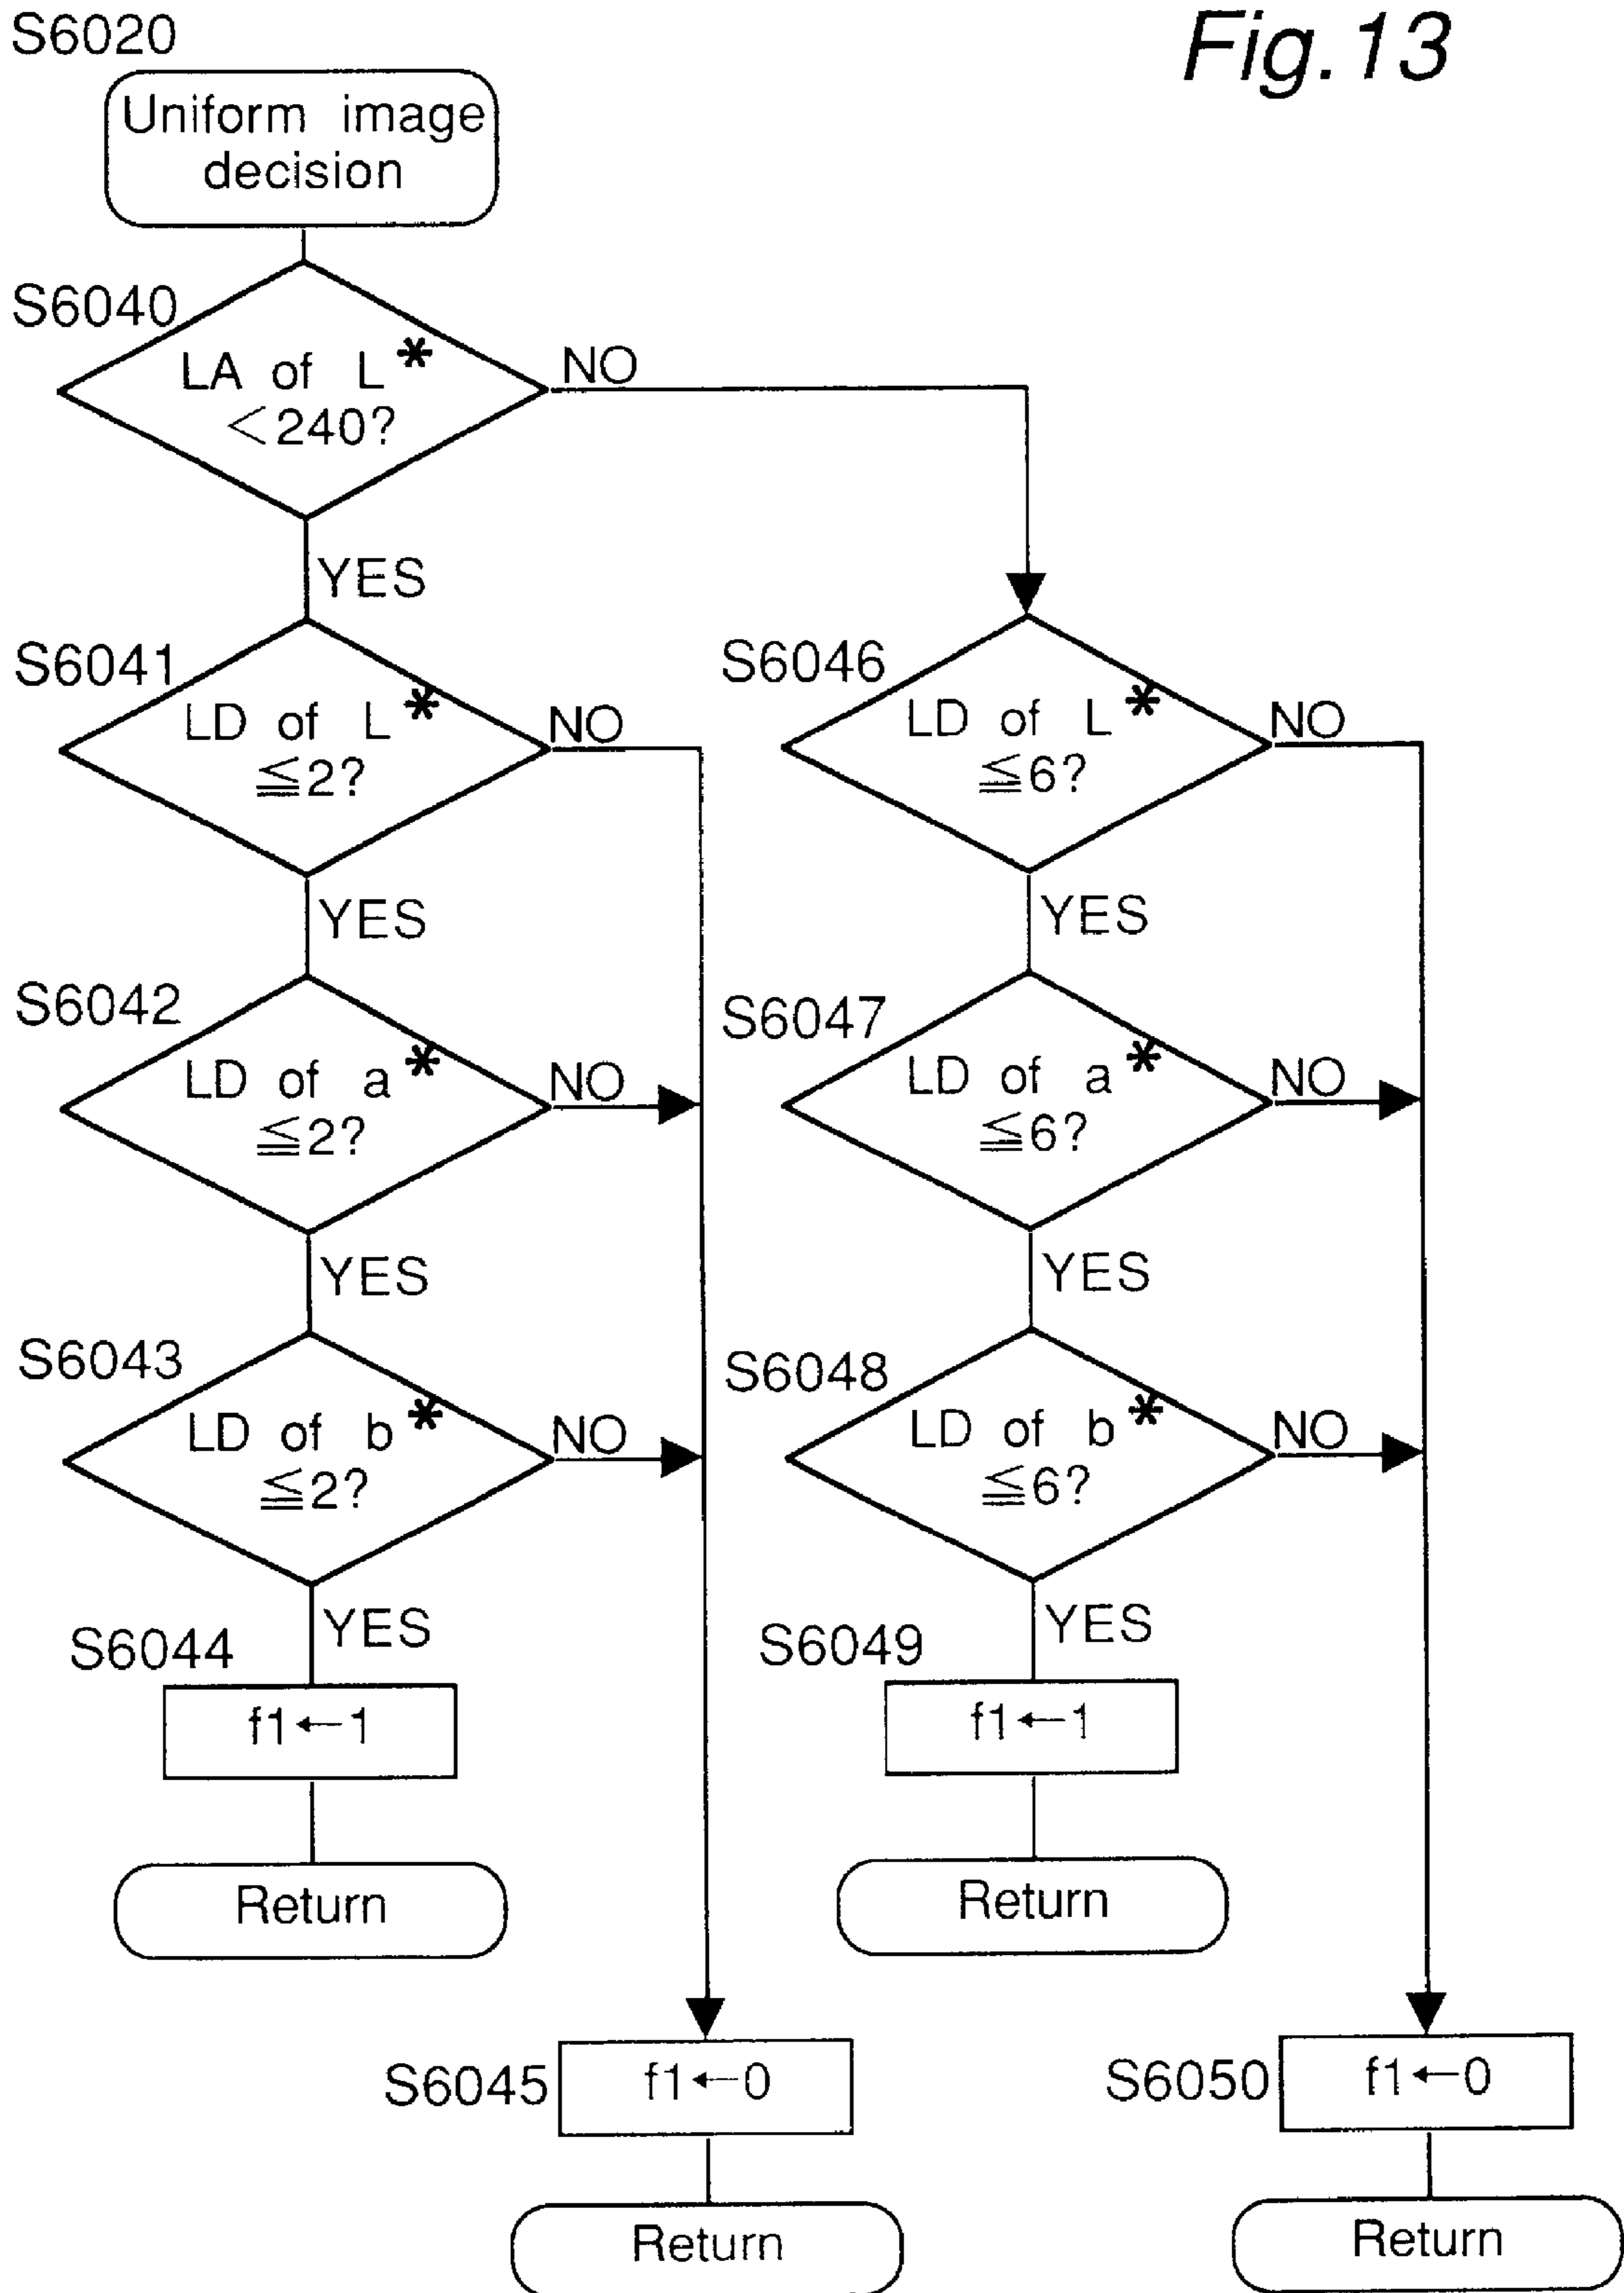 S6020
Fig.13
Uniform image
decision
S6040
LA of L*
<240?
NO
YES
S6041
LD of L*
≦2?
NO
YES
S6046
LD of L*
≦6?
NO
YES
S6042
LD of a*
≦2?
NO
YES
S6047
LD of a*
≦6?
NO
YES
S6043
LD of b*
≦2?
NO
YES
S6048
LD of b*
≦6?
NO
YES
S6044
f1←1
S6049
f1←1
Return
Return
S6045
f1←0
S6050
f1←0
Return
Return